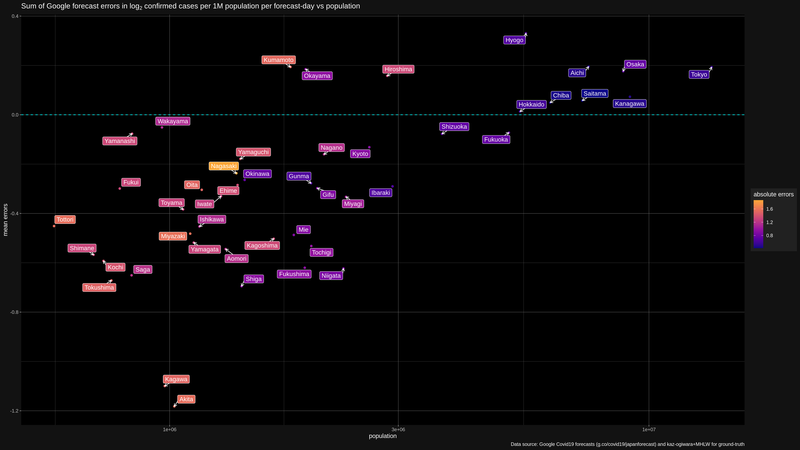 Sum of Google forecast errors in log2 confirmed cases per 1M population per forecast-day vs population
0.4
Hyogo
Kumamoto
Osaka
Hiroshima
Okayama
Aichi
Tokyo
Chiba
Saitama
Hokkaido
Kanagawa
0.0
Wakayama
Shizuoka
Yamanashi
Fukuoka
Nagano
Yamaguchi
Kyoto
Nagasaki
Okinawa
Gunma
Fukui
Oita
absolute errors
Ehime
Ibaraki
Gifu
1.6
Toyama
Iwate
Miyagi
-0.4
1.2
Tottori
Ishikawa
0.8
Mie
Miyazaki
mean errors
Shimane
Yamagata
Kagoshima
Tochigi
Aomori
Kochi
Saga
Fukushima
Niigata
Shiga
Tokushima
-0.8
Kagawa
Akita
-1.2
1e+06
3e+06
1e+07
population
Data source: Google Covid19 forecasts (g.co/covid19/japanforecast) and kaz-ogiwara+MHLW for ground-truth